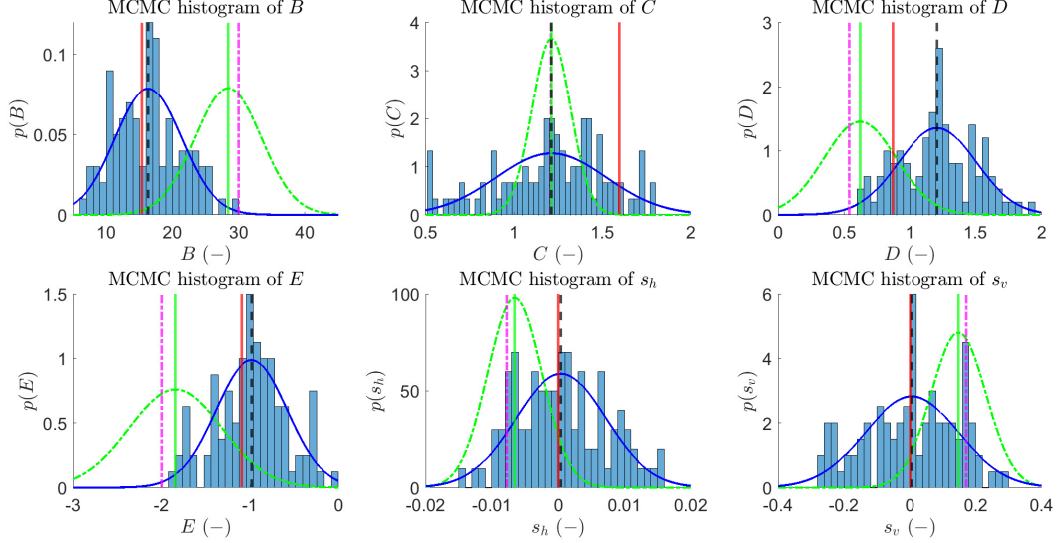 MCMC histogram of B
MCMC histogram of C
MCMC histogram of D
p(B)
0.1
0.05
0
10 20 30 40
B (−)
p(C)
4
3
2
1
0
0.5 1 1.5 2
C (−)
p(D)
3
2
1
0
0 0.5 1 1.5 2
D (−)
MCMC histogram of E
MCMC histogram of s_h
MCMC histogram of s_v
p(E)
1.5
1
0.5
0
-3 -2 -1 0
E (−)
p(s_h)
100
50
0
-0.02 -0.01 0 0.01 0.02
s_h (−)
p(s_v)
6
4
2
0
-0.4 -0.2 0 0.2 0.4
s_v (−)